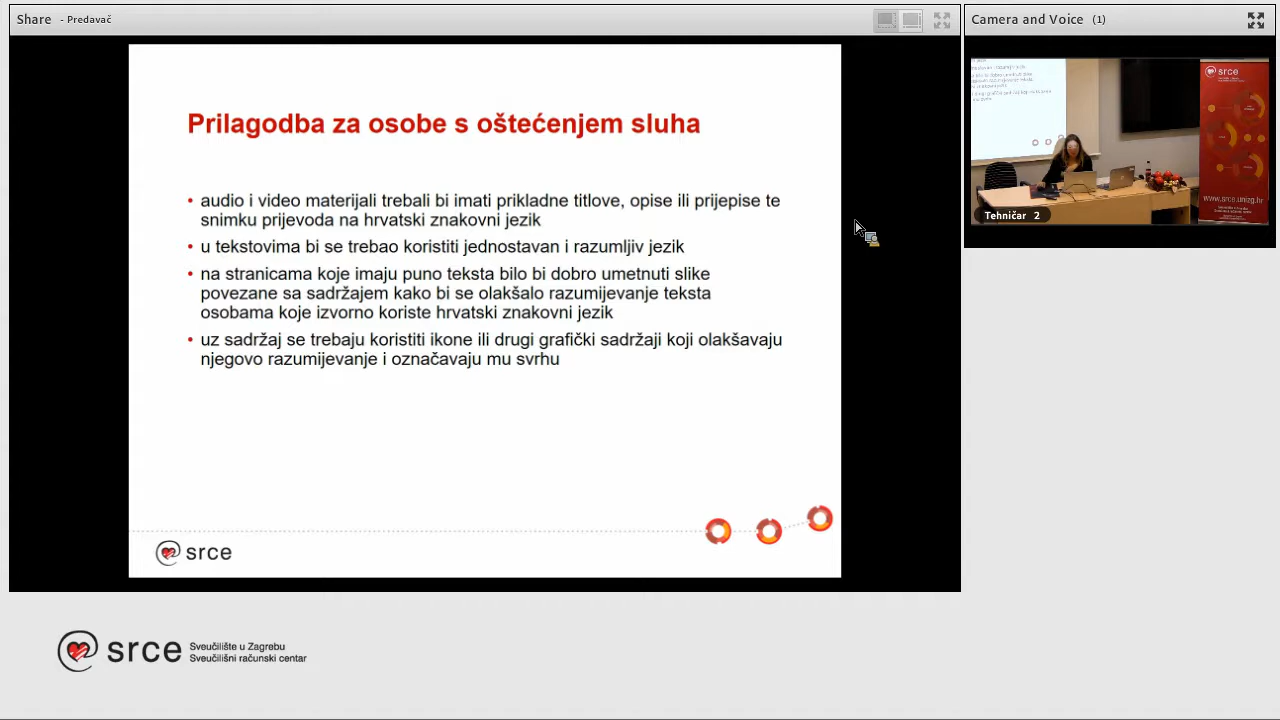 Share - Predavač
Camera and Voice (1)
Prilagodba za osobe s oštećenjem sluha
• audio i video materijali trebali bi imati prikladne titlove, opise ili prijepise te
snimku prijevoda na hrvatski znakovni jezik
• u tekstovima bi se trebao koristiti jednostavan i razumljiv jezik
• na stranicama koje imaju puno teksta bilo bi dobro umetnuti slike
povezane sa sadržajem kako bi se olakšalo razumijevanje teksta
osobama koje izvorno koriste hrvatski znakovni jezik
• uz sadržaj se trebaju koristiti ikone ili drugi grafički sadržaji koji olakšavaju
njegovo razumijevanje i označavaju mu svrhu
srce
srce
www.srce.unizg.hr
Tehničar 2
srce
Sveučilište u Zagrebu
Sveučilišni računski centar